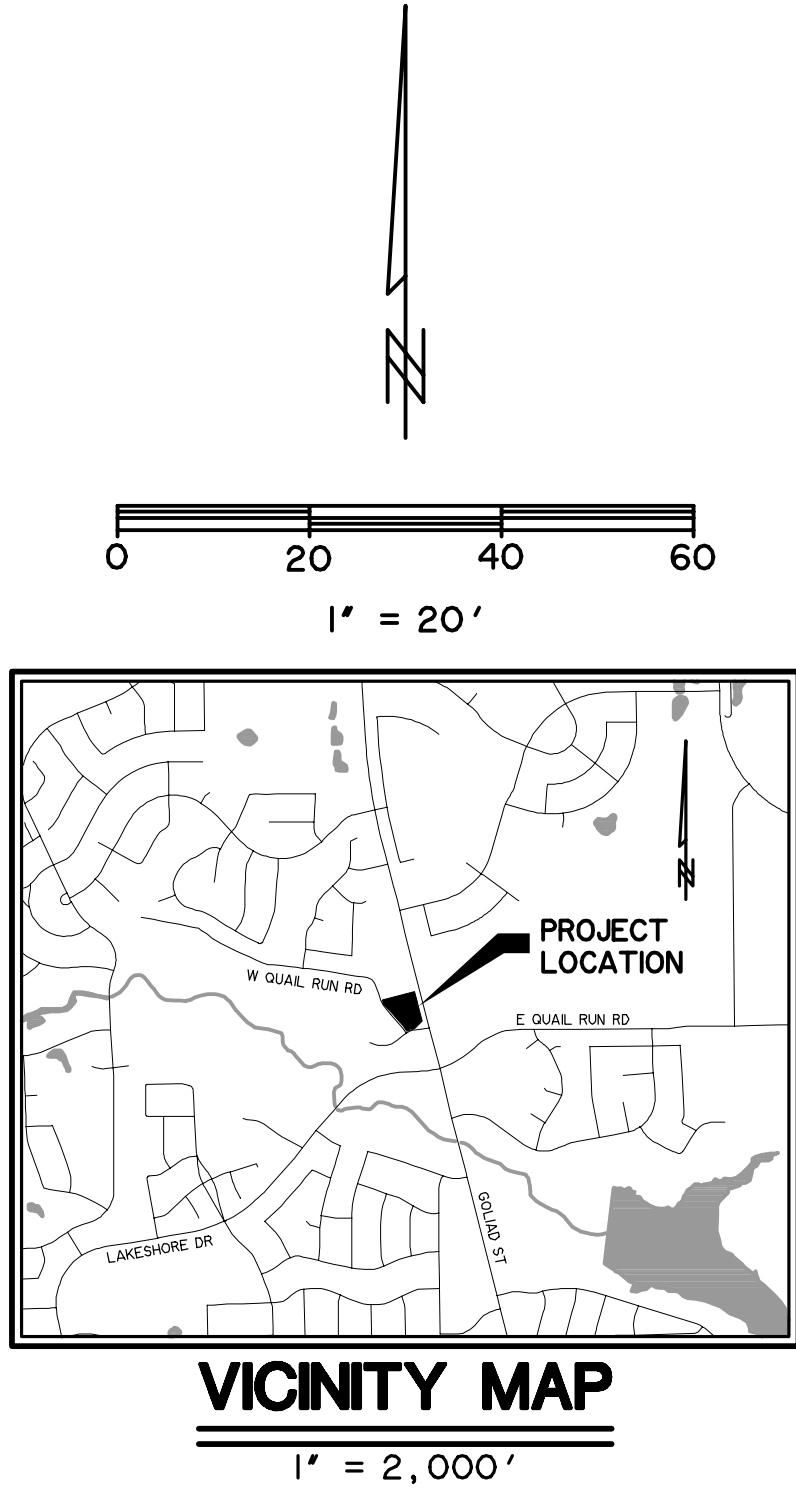 N
0 20 40 60
1" = 20'
N
PROJECT
LOCATION
W QUAIL RUN RD
E QUAIL RUN RD
GOLIAD ST
LAKESHORE DR
VICINITY MAP
1" = 2,000'